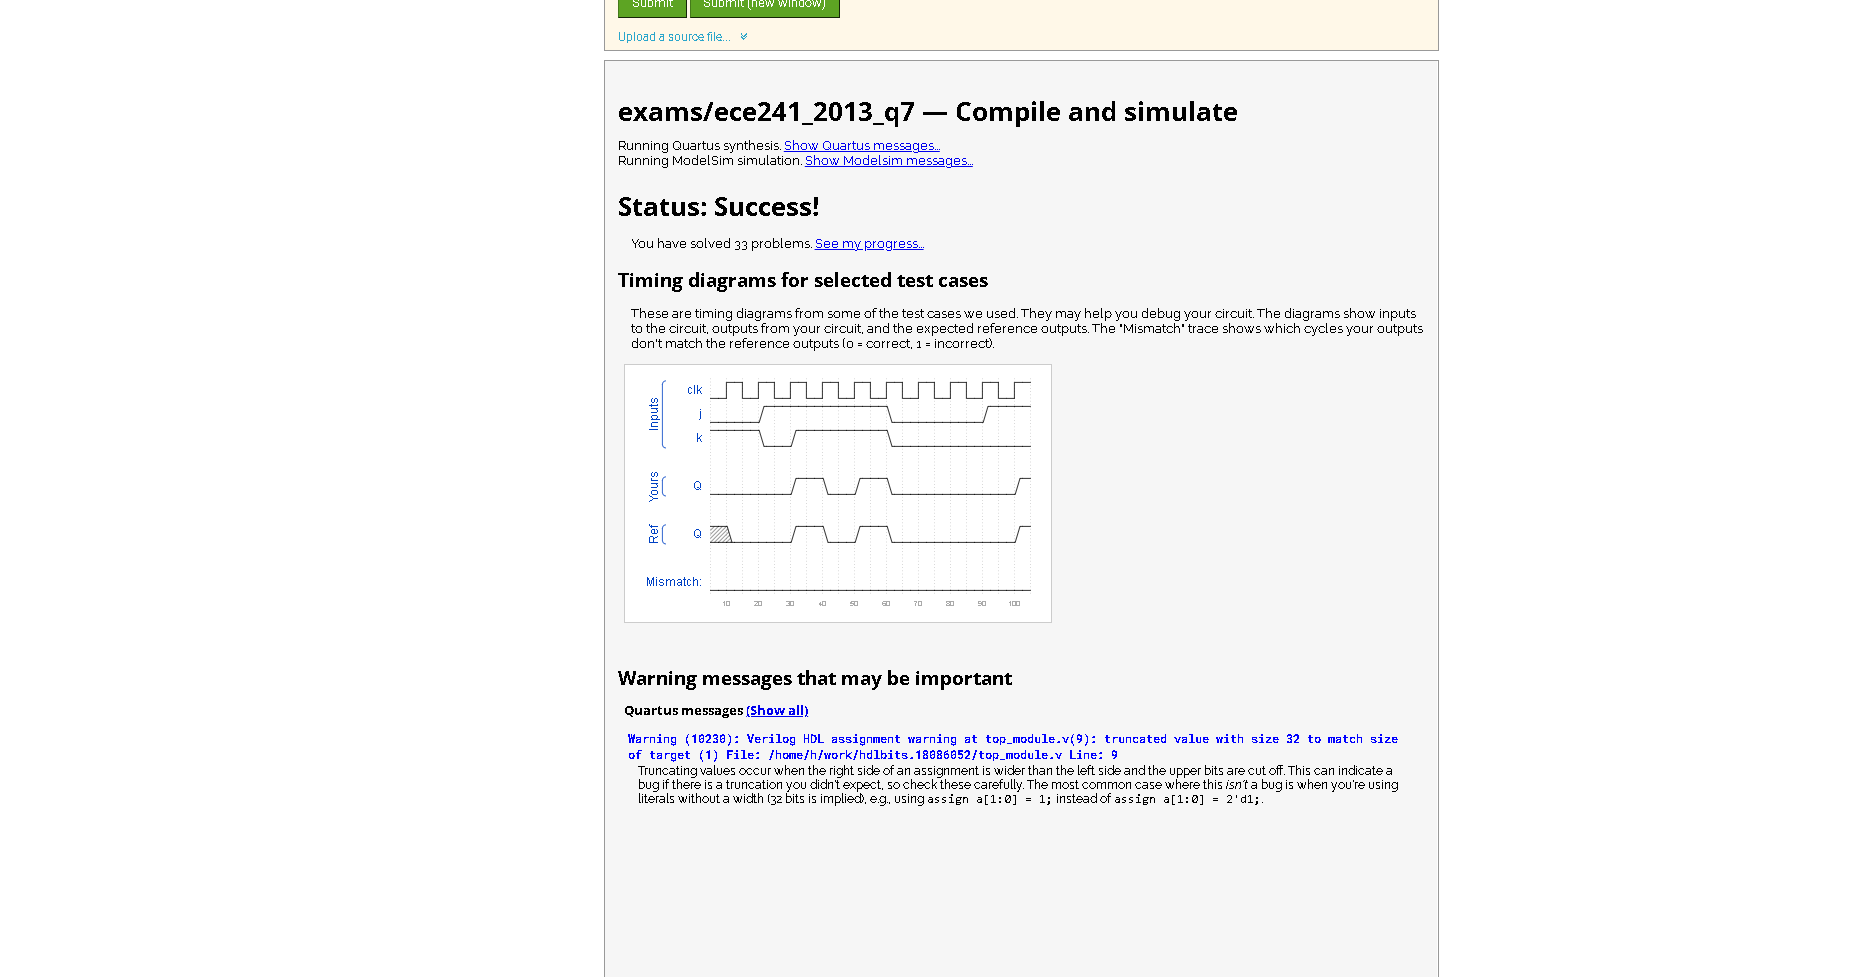 Submit Submit (new window)
Upload a source file...
exams/ece241_2013_q7 — Compile and simulate
Running Quartus synthesis. Show Quartus messages...
Running ModelSim simulation. Show Modelsim messages...
Status: Success!
You have solved 33 problems. See my progress...
Timing diagrams for selected test cases
These are timing diagrams from some of the test cases we used. They may help you debug your circuit. The diagrams show inputs
to the circuit, outputs from your circuit, and the expected reference outputs. The "Mismatch" trace shows which cycles your outputs
don't match the reference outputs (0 = correct, 1 = incorrect).
Inputs
clk
j
k
Yours
Q
Ref
Q
Mismatch:
10 20 30 40 50 60 70 80 90 100
Warning messages that may be important
Quartus messages (Show all)
Warning (10230): Verilog HDL assignment warning at top_module.v(9): truncated value with size 32 to match size
of target (1) File: /home/h/work/hdlbits.18086052/top_module.v Line: 9
Truncating values occur when the right side of an assignment is wider than the left side and the upper bits are cut off. This can indicate a
bug if there is a truncation you didn't expect, so check these carefully. The most common case where this isn't a bug is when you're using
literals without a width (32 bits is implied), e.g., using assign a[1:0] = 1; instead of assign a[1:0] = 2'd1;.